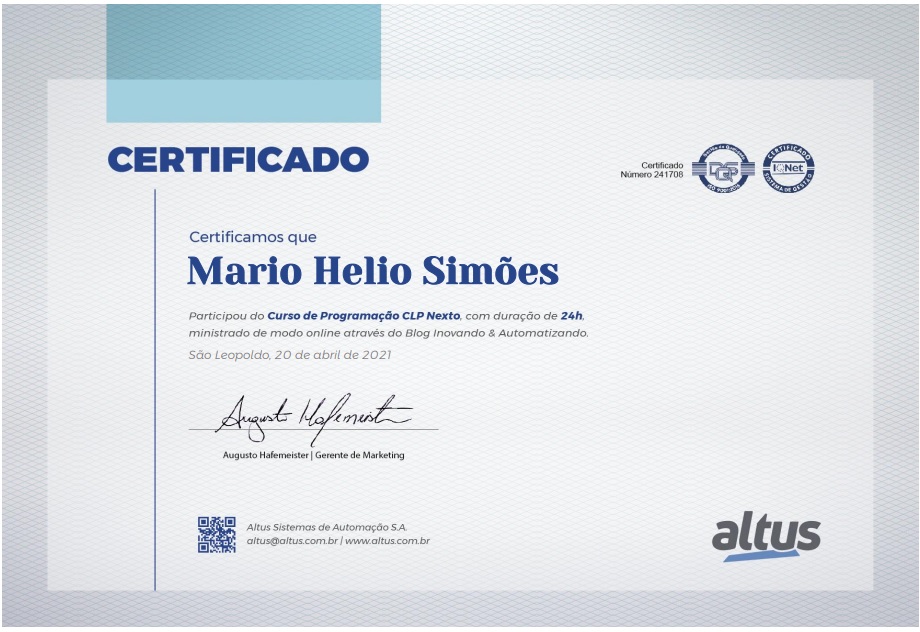 CERTIFICADO
Certificado
Número 241708
ISO 9001:2015
CERTIFICADO
IQNet
SISTEMA DE GESTÃO
Certificamos que
Mario Helio Simões
Participou do Curso de Programação CLP Nexto, com duração de 24h,
ministrado de modo online através do Blog Inovando & Automatizando.
São Leopoldo, 20 de abril de 2021
Augusto Hafemeister
Augusto Hafemeister | Gerente de Marketing
Altus Sistemas de Automação S.A.
altus@altus.com.br | www.altus.com.br
altus